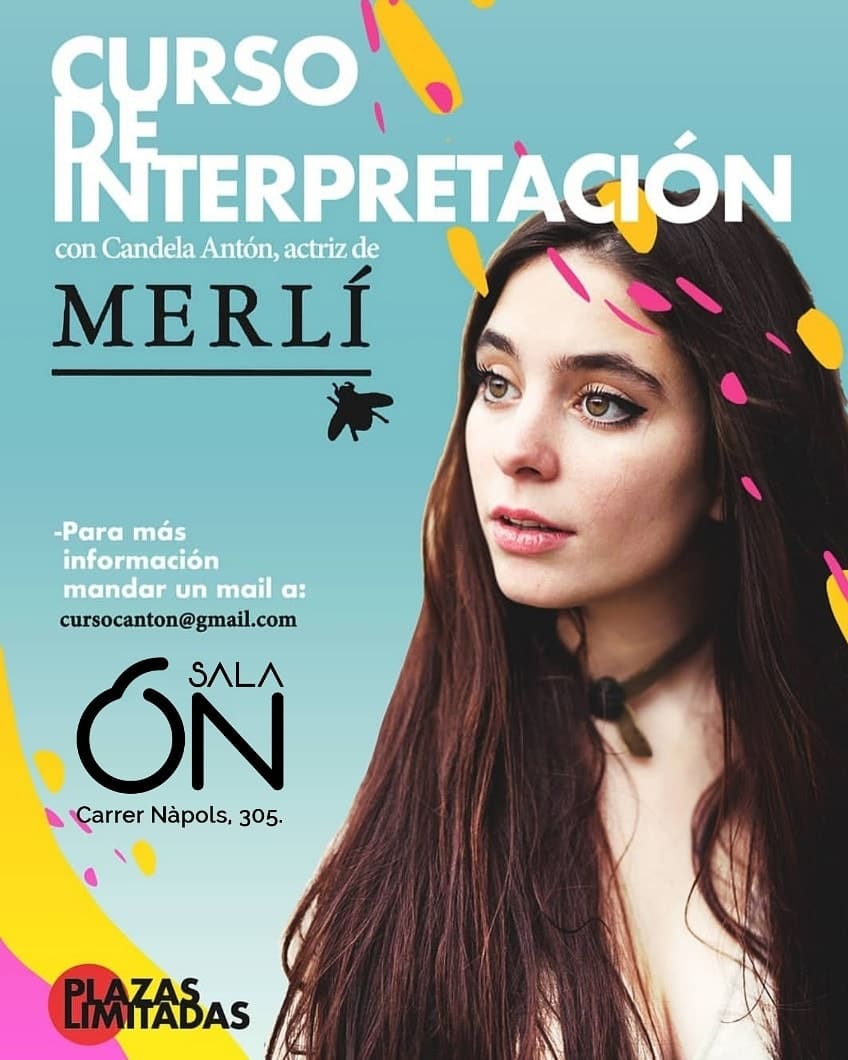 CURSO
DE
INTERPRETACIÓN
con Candela Antón, actriz de
MERLÍ
-Para más
información
mandar un mail a:
cursocanton@gmail.com
SALA
ÓN
Carrer Nàpols, 305.
PLAZAS
LIMITADAS